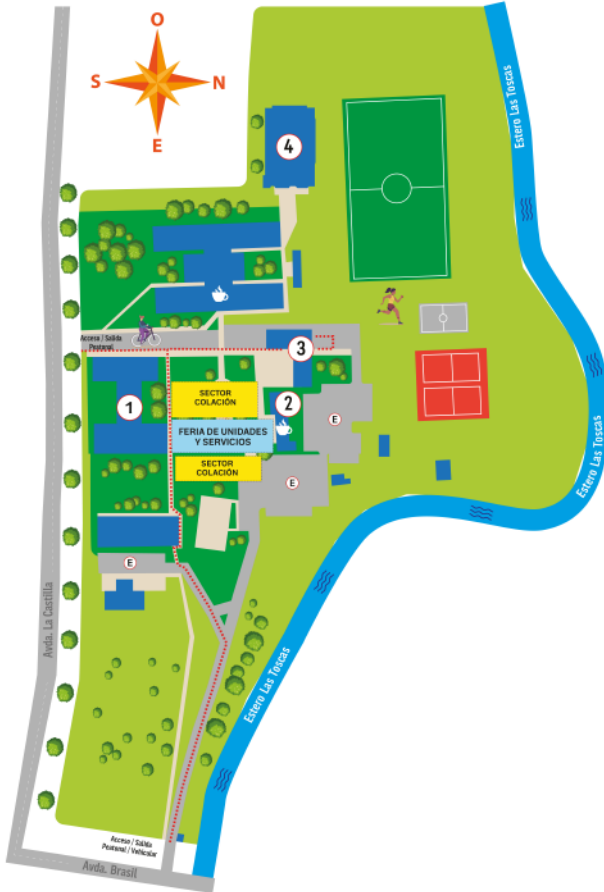 O
S
N
E
Estero Las Toscas
4
Acceso / Salida
Peatonal
3
1
SECTOR
COLACIÓN
2
E
FERIA DE UNIDADES
Y SERVICIOS
SECTOR
COLACIÓN
E
Estero Las Toscas
E
Avda. La Castilla
Estero Las Toscas
Acceso / Salida
Peatonal / Vehicular
Avda. Brasil